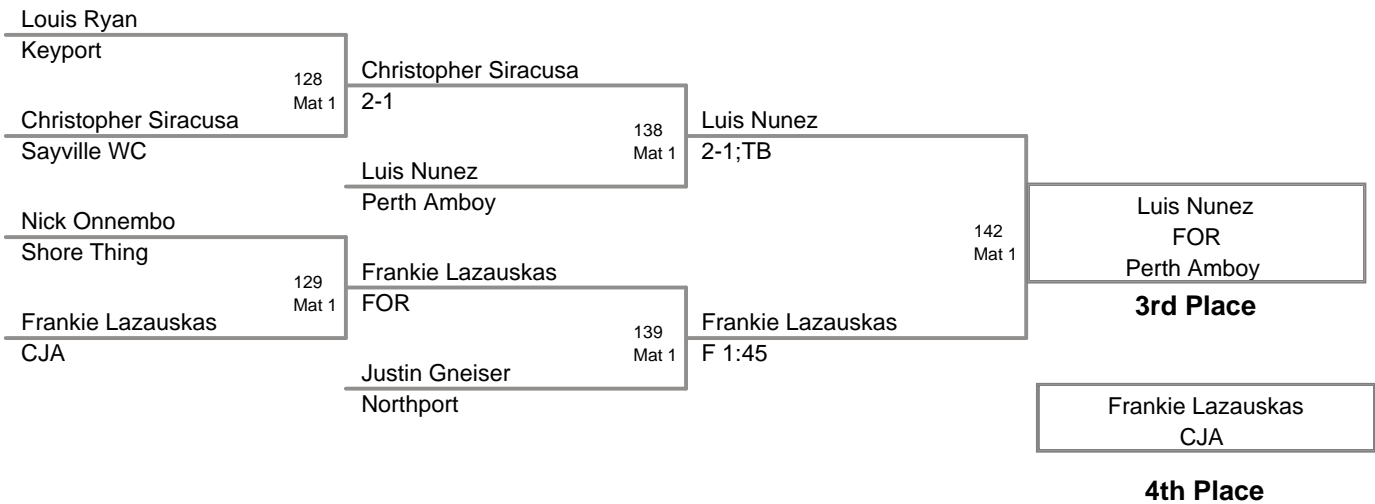 Louis Ryan
Keyport
128
Mat 1
Christopher Siracusa
Sayville WC
Christopher Siracusa
2-1
138
Mat 1
Luis Nunez
Perth Amboy
Luis Nunez
2-1;TB
Nick Onnembo
Shore Thing
129
Mat 1
Frankie Lazauskas
CJA
Frankie Lazauskas
FOR
139
Mat 1
Justin Gneiser
Northport
Frankie Lazauskas
F 1:45
142
Mat 1
Luis Nunez
FOR
Perth Amboy
3rd Place
Frankie Lazauskas
CJA
4th Place